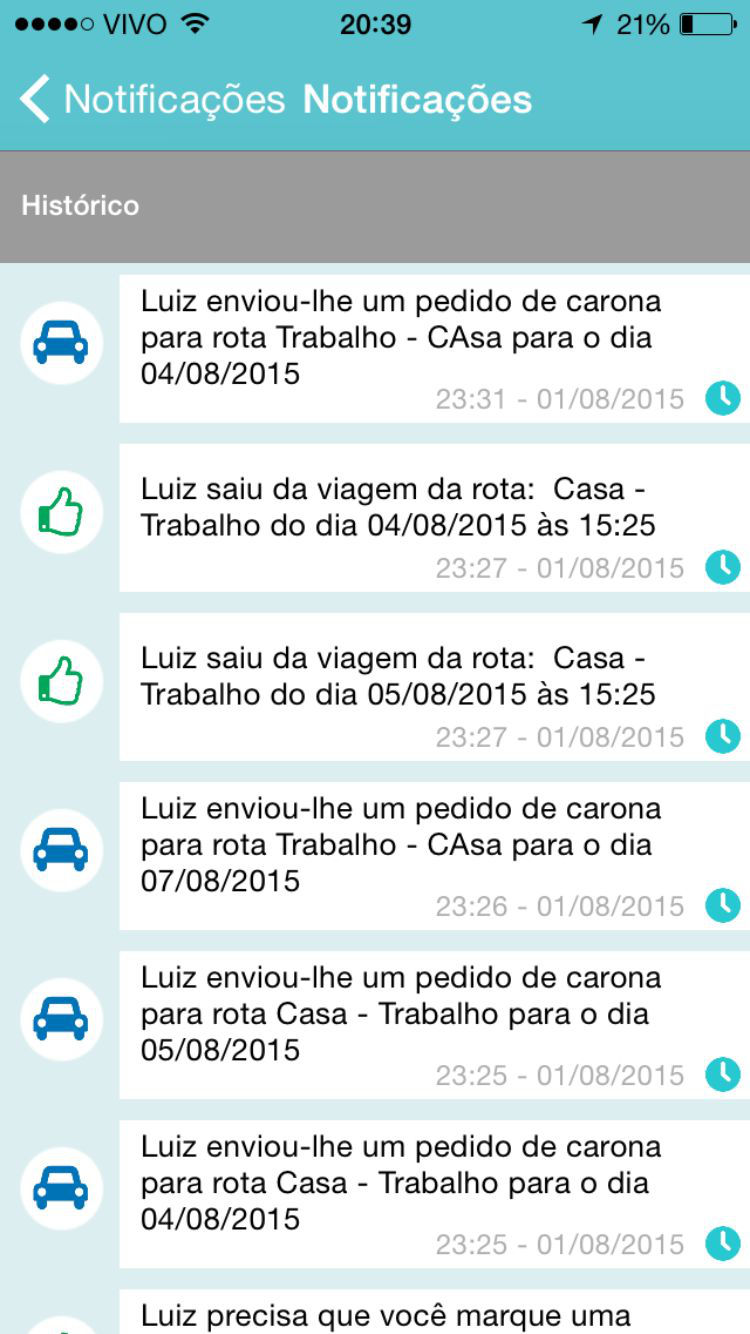 VIVO 20:39 21%
Notificações Notificações
Histórico
Luiz enviou-lhe um pedido de carona
para rota Trabalho - CAsa para o dia
04/08/2015
23:31 - 01/08/2015
Luiz saiu da viagem da rota:  Casa -
Trabalho do dia 04/08/2015 às 15:25
23:27 - 01/08/2015
Luiz saiu da viagem da rota:  Casa -
Trabalho do dia 05/08/2015 às 15:25
23:27 - 01/08/2015
Luiz enviou-lhe um pedido de carona
para rota Trabalho - CAsa para o dia
07/08/2015
23:26 - 01/08/2015
Luiz enviou-lhe um pedido de carona
para rota Casa - Trabalho para o dia
05/08/2015
23:25 - 01/08/2015
Luiz enviou-lhe um pedido de carona
para rota Casa - Trabalho para o dia
04/08/2015
23:25 - 01/08/2015
Luiz precisa que você marque uma